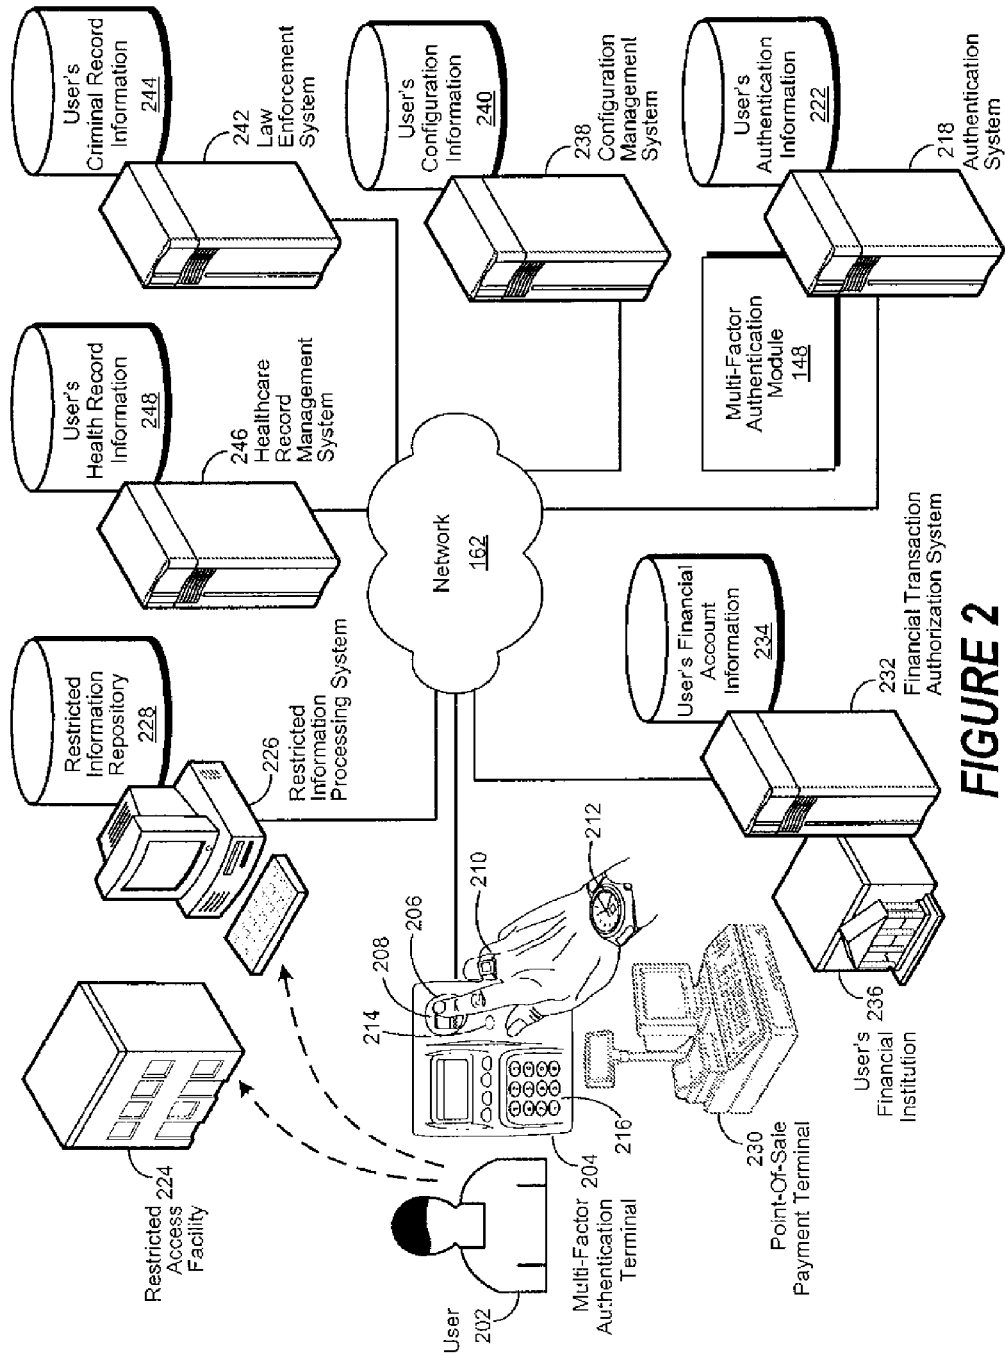 Restricted
Access
Facility
224
Restricted
Information
Repository
228
226
Restricted
Information
Processing System
User's
Health Record
Information
248
246
Healthcare
Record
Management
System
User's
Criminal Record
Information
244
242
Law
Enforcement
System
User
202
Multi-Factor
Authentication
Terminal
204
214
208
206
210
212
216
Network
162
User's
Configuration
Information
240
238
Configuration
Management
System
230
Point-Of-Sale
Payment Terminal
User's
Financial
Institution
236
User's Financial
Account
Information
234
232
Financial Transaction
Authorization System
Multi-Factor
Authentication
Module
148
User's
Authentication
Information
222
218
Authentication
System
FIGURE 2